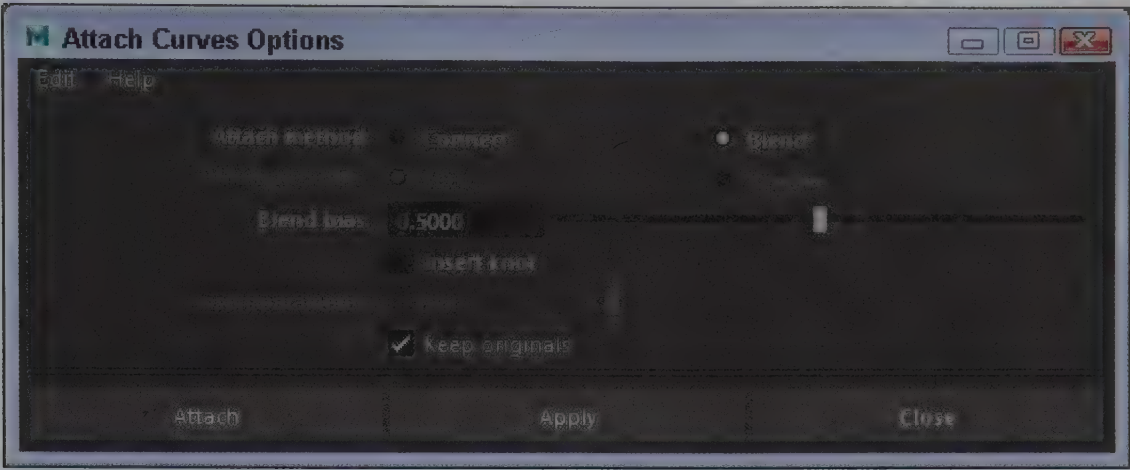 Attach Curves Options
Edit Help
Attach method: Connect Blend
Blend bias: 0.5000
Insert knot
Keep originals
Attach Apply Close